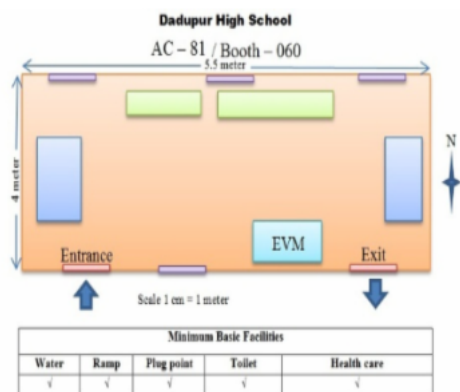 Dadupur High School
AC – 81 / Booth – 060
5.5 meter
4 meter
N
EVM
Entrance
Exit
Scale 1 cm = 1 meter
Minimum Basic Facilities
Water Ramp Plug point Toilet Health care
√ √ √ √ √